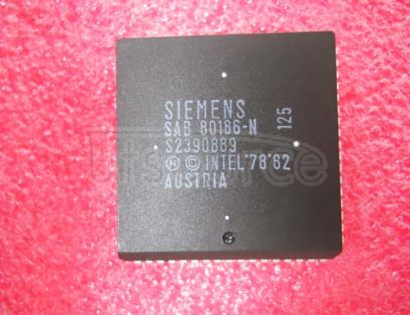 SIEMENS
SAB 80186-N
125
S2390889
Ⓜ © INTEL '78 '82
AUSTRIA